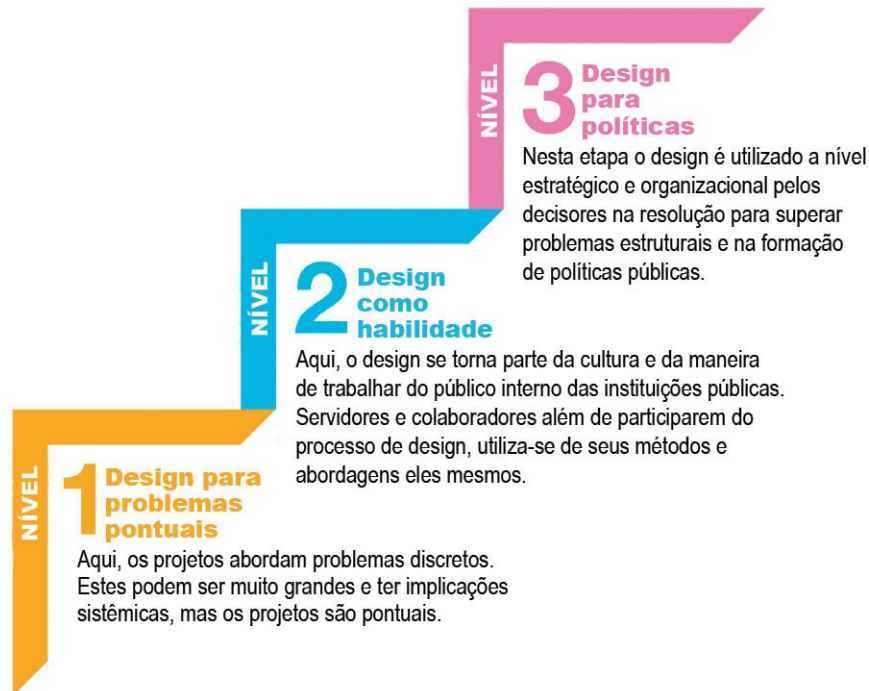 NÍVEL
3
Design
para
políticas
Nesta etapa o design é utilizado a nível
estratégico e organizacional pelos
decisores na resolução para superar
problemas estruturais e na formação
de políticas públicas.
NÍVEL
2
Design
como
habilidade
Aqui, o design se torna parte da cultura e da maneira
de trabalhar do público interno das instituições públicas.
Servidores e colaboradores além de participarem do
processo de design, utiliza-se de seus métodos e
abordagens eles mesmos.
NÍVEL
1
Design para
problemas
pontuais
Aqui, os projetos abordam problemas discretos.
Estes podem ser muito grandes e ter implicações
sistêmicas, mas os projetos são pontuais.